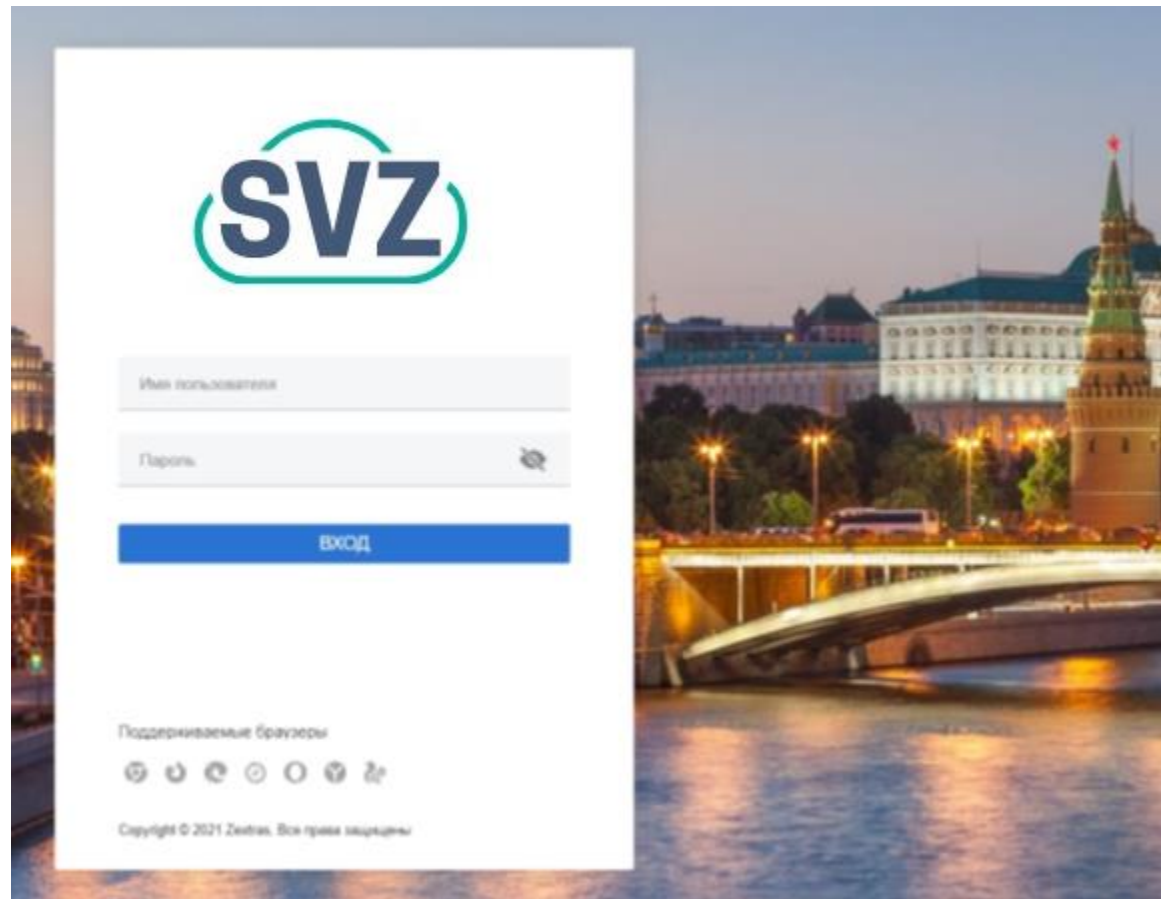 SVZ
Имя пользователя
Пароль
ВХОД
Поддерживаемые браузеры
Copyright © 2021 Zextras. Все права защищены